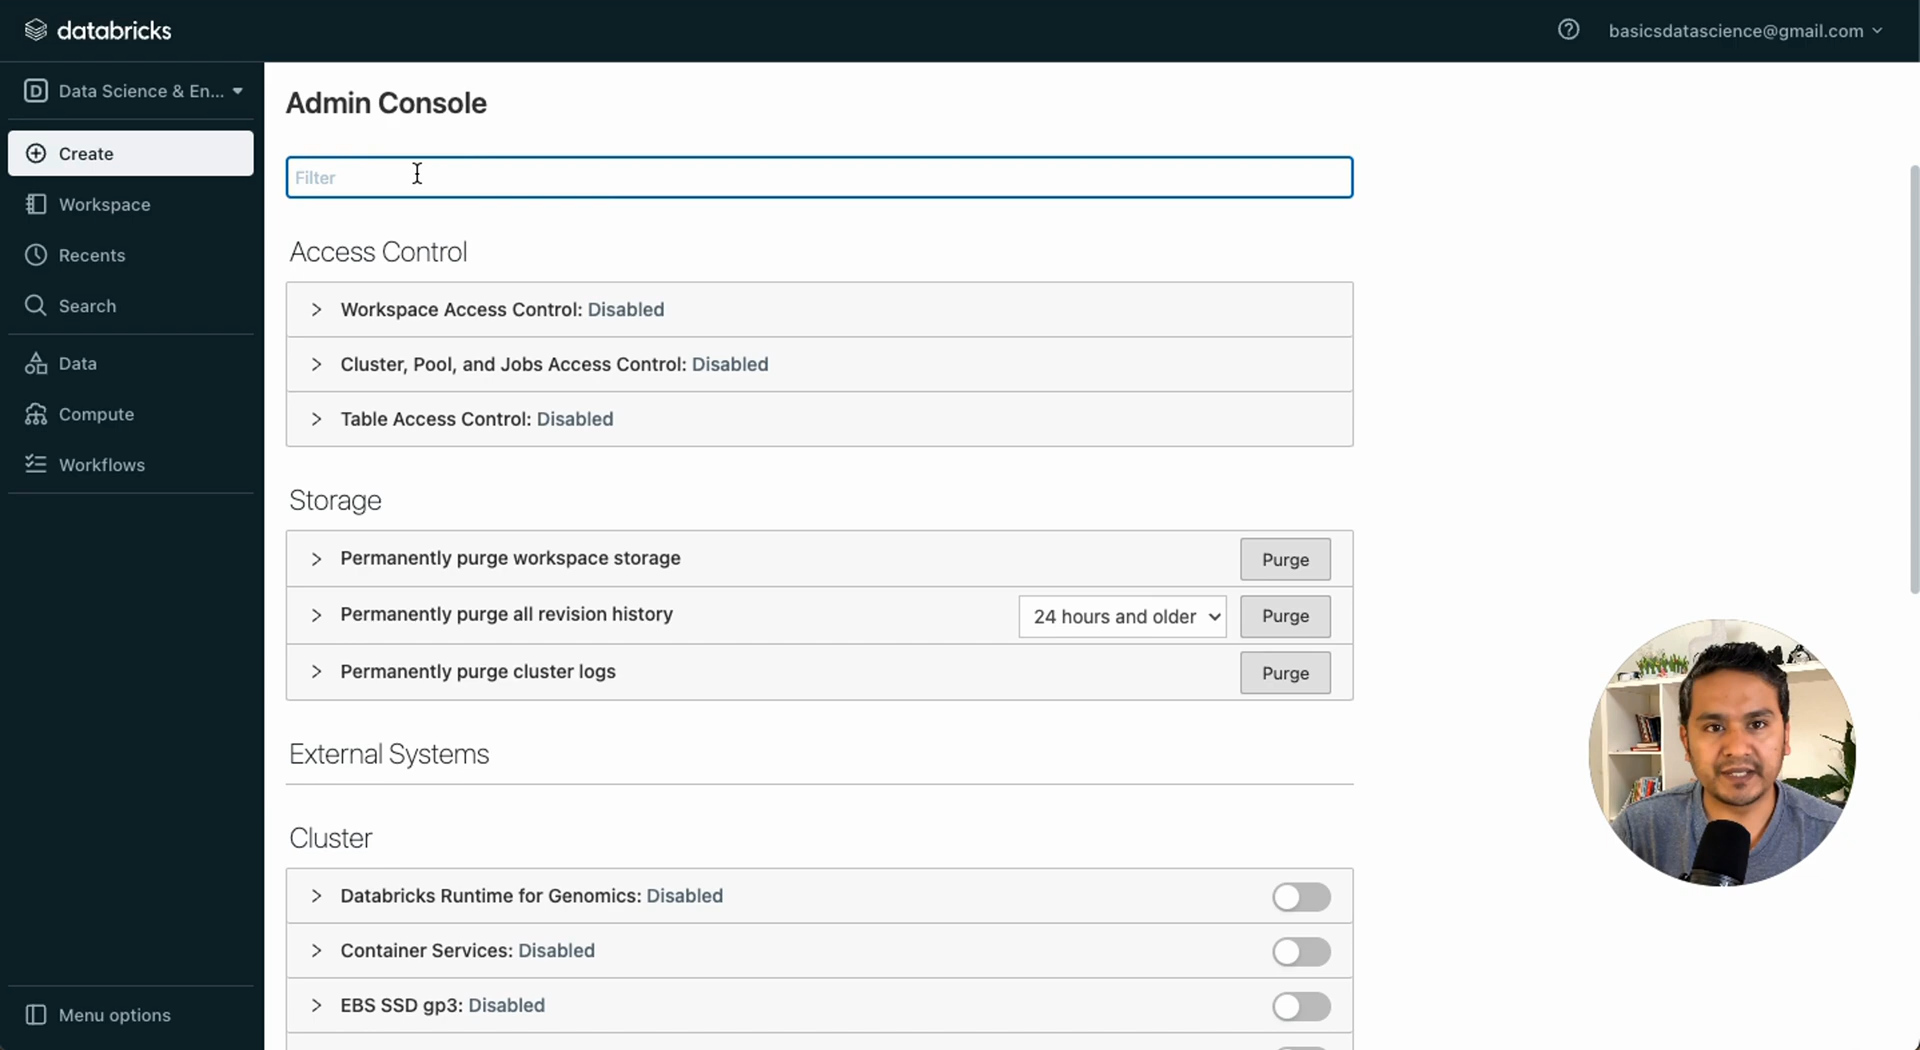 databricks
basicsdatascience@gmail.com
D Data Science & En...
Create
Workspace
Recents
Search
Data
Compute
Workflows
Menu options
Admin Console
Filter
Access Control
Workspace Access Control: Disabled
Cluster, Pool, and Jobs Access Control: Disabled
Table Access Control: Disabled
Storage
Permanently purge workspace storage Purge
Permanently purge all revision history 24 hours and older Purge
Permanently purge cluster logs Purge
External Systems
Cluster
Databricks Runtime for Genomics: Disabled
Container Services: Disabled
EBS SSD gp3: Disabled